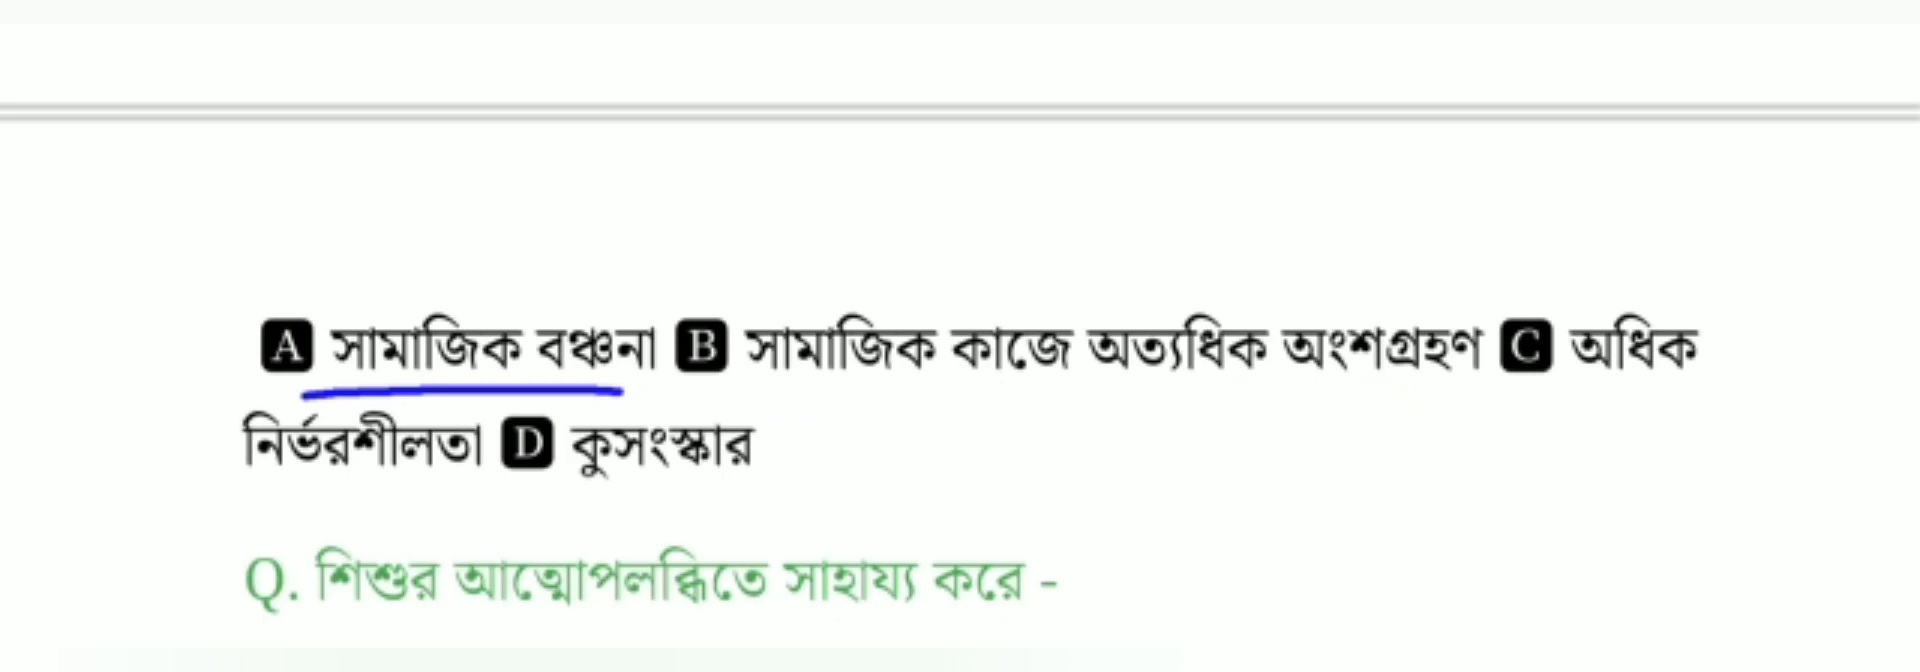 A সামাজিক বঞ্চনা B সামাজিক কাজে অত্যধিক অংশগ্রহণ C অধিক
নির্ভরশীলতা D কুসংস্কার
Q. শিশুর আত্মোপলব্ধিতে সাহায্য করে -